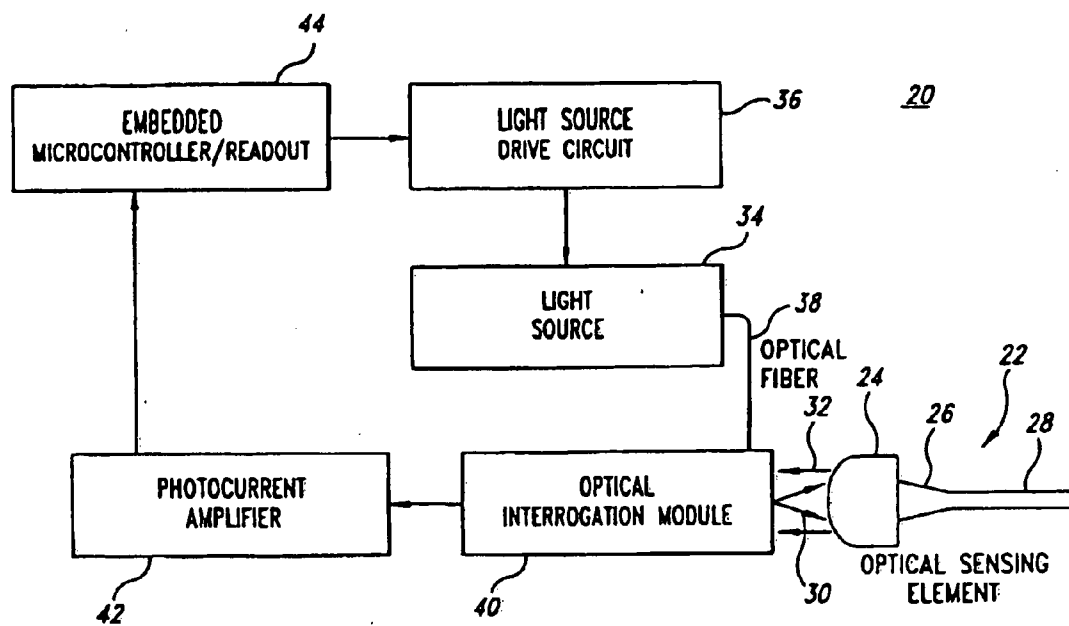 44
EMBEDDED
MICROCONTROLLER/READOUT
LIGHT SOURCE
DRIVE CIRCUIT
36
20
34
LIGHT
SOURCE
38
OPTICAL
FIBER
22
24
26
28
32
PHOTOCURRENT
AMPLIFIER
OPTICAL
INTERROGATION MODULE
OPTICAL SENSING
ELEMENT
30
42
40